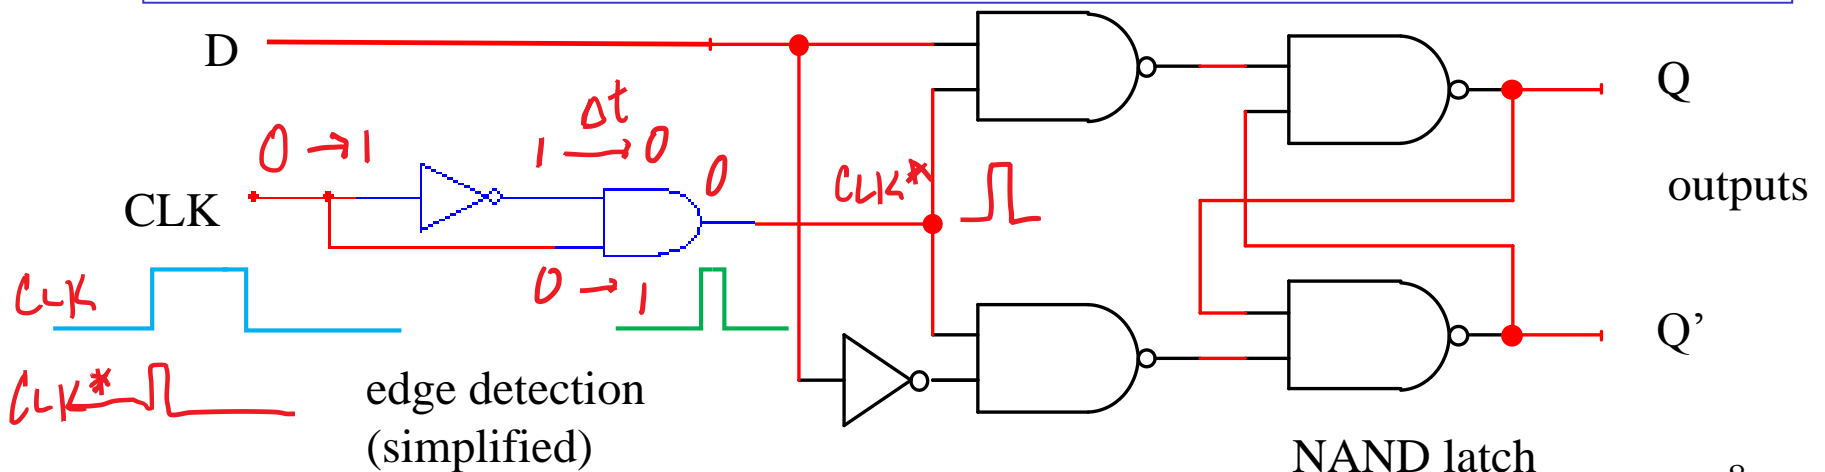 D
Q
Δt
0 → 1
1 → 0
0
CLK*
outputs
CLK
0 → 1
CLK
Q’
CLK*
edge detection
(simplified)
NAND latch